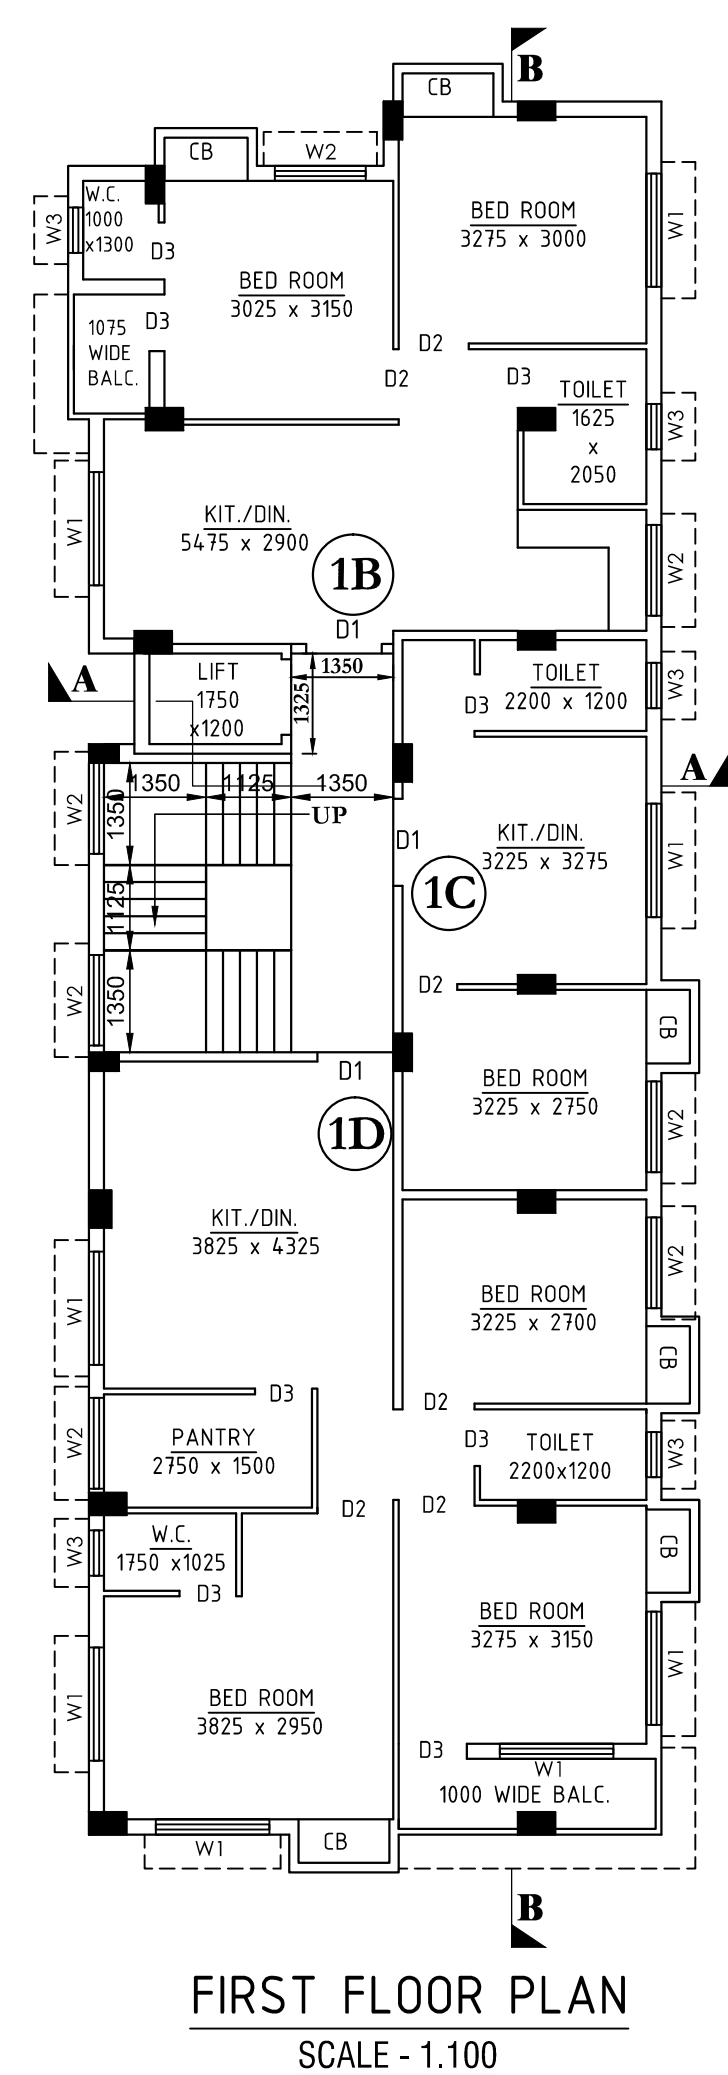 B
CB
CB
W2
W.C.
1000
x1300
W3
D3
BED ROOM
3275 x 3000
W1
BED ROOM
3025 x 3150
D3
1075
WIDE
BALC.
D2
D2
D3
TOILET
1625
x
2050
W3
W1
KIT./DIN.
5475 x 2900
1B
W2
D1
A
LIFT
1750
x1200
1350
1325
TOILET
2200 x 1200
D3
W3
A
W2
1350
1125
1350
1350
UP
D1
KIT./DIN.
3225 x 3275
W1
1C
1125
W2
1350
D2
CB
D1
BED ROOM
3225 x 2750
W2
1D
KIT./DIN.
3825 x 4325
W2
W1
BED ROOM
3225 x 2700
CB
D3
D2
W2
PANTRY
2750 x 1500
D3
TOILET
2200x1200
W3
D2
D2
W3
W.C.
1750 x1025
CB
D3
BED ROOM
3275 x 3150
W1
W1
BED ROOM
3825 x 2950
D3
W1
1000 WIDE BALC.
W1
CB
B
FIRST FLOOR PLAN
SCALE - 1.100